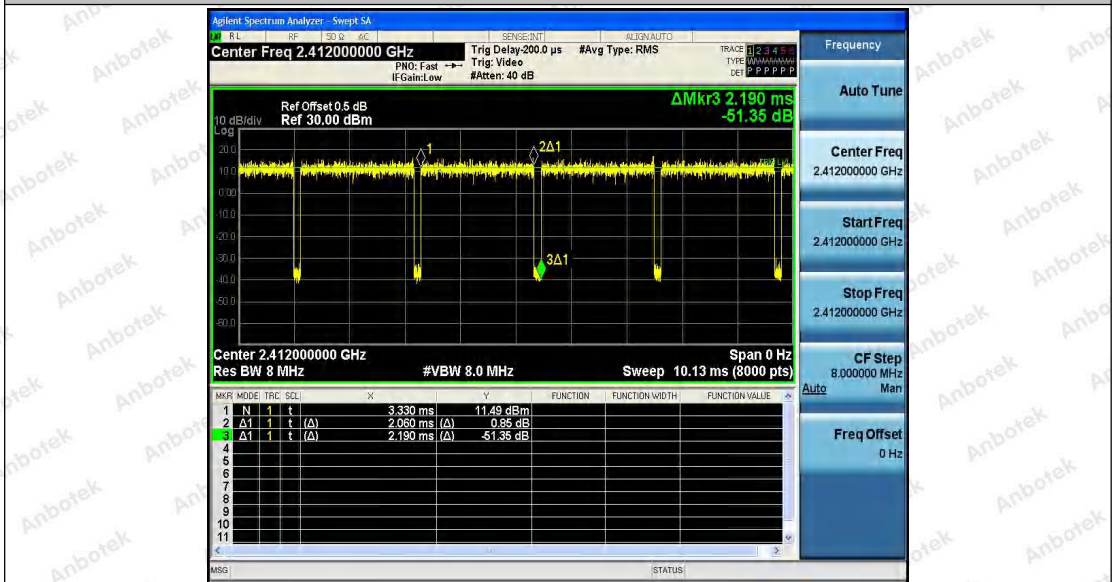 Agilent Spectrum Analyzer - Swept SA
RL RF 50 Ω AC SENSE:INT ALIGNAUTO
Center Freq 2.412000000 GHz
PNO: Fast
IFGain:Low
Trig Delay-200.0 µs
Trig: Video
#Atten: 40 dB
#Avg Type: RMS
TRACE 1 2 3 4 5 6
TYPE
DET P P P P P P
ΔMkr3 2.190 ms
-51.35 dB
Ref Offset 0.5 dB
10 dB/div Ref 30.00 dBm
Log
20.0
10.0
0.00
-10.0
-20.0
-30.0
-40.0
-50.0
-60.0
1
2Δ1
3Δ1
Center 2.412000000 GHz Span 0 Hz
Res BW 8 MHz #VBW 8.0 MHz Sweep 10.13 ms (8000 pts)
MKR MODE TRC SCL X Y FUNCTION FUNCTION WIDTH FUNCTION VALUE
1 N 1 t 3.330 ms 11.49 dBm
2 Δ1 1 t (Δ) 2.060 ms (Δ) 0.85 dB
3 Δ1 1 t (Δ) 2.190 ms (Δ) -51.35 dB
4
5
6
7
8
9
10
11
MSG STATUS
Frequency
Auto Tune
Center Freq
2.412000000 GHz
Start Freq
2.412000000 GHz
Stop Freq
2.412000000 GHz
CF Step
8.000000 MHz
Auto Man
Freq Offset
0 Hz
Anbotek